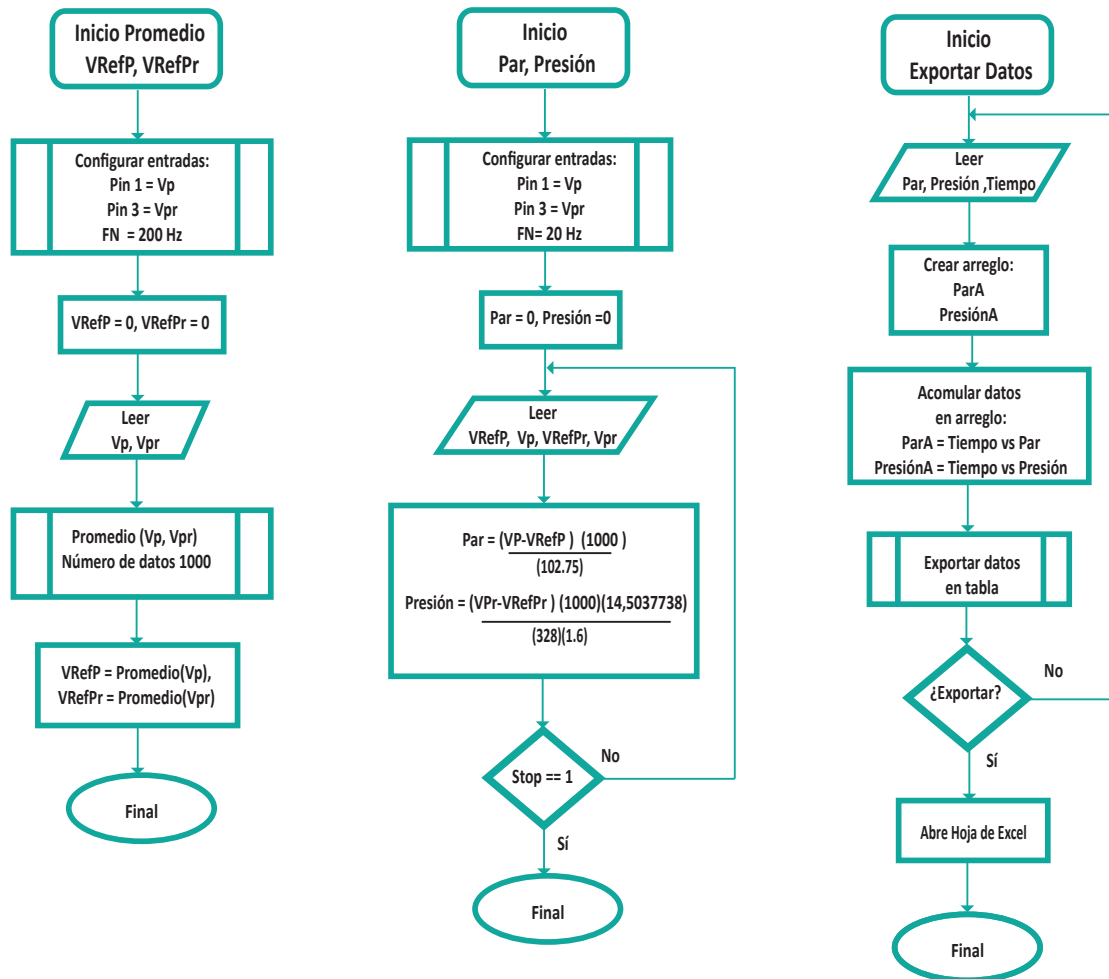 Inicio Promedio
VRefP, VRefPr
Configurar entradas:
Pin 1 = Vp
Pin 3 = Vpr
FN = 200 Hz
VRefP = 0, VRefPr = 0
Leer
Vp, Vpr
Promedio (Vp, Vpr)
Número de datos 1000
VRefP = Promedio(Vp),
VRefPr = Promedio(Vpr)
Final
Inicio
Par, Presión
Configurar entradas:
Pin 1 = Vp
Pin 3 = Vpr
FN= 20 Hz
Par = 0, Presión =0
Leer
VRefP, Vp, VRefPr, Vpr
Par = (VP-VRefP ) (1000 )
(102.75)
Presión = (VPr-VRefPr ) (1000)(14,5037738)
(328)(1.6)
Stop == 1
No
Sí
Final
Inicio
Exportar Datos
Leer
Par, Presión ,Tiempo
Crear arreglo:
ParA
PresiónA
Acomular datos
en arreglo:
ParA = Tiempo vs Par
PresiónA = Tiempo vs Presión
Exportar datos
en tabla
¿Exportar?
No
Sí
Abre Hoja de Excel
Final